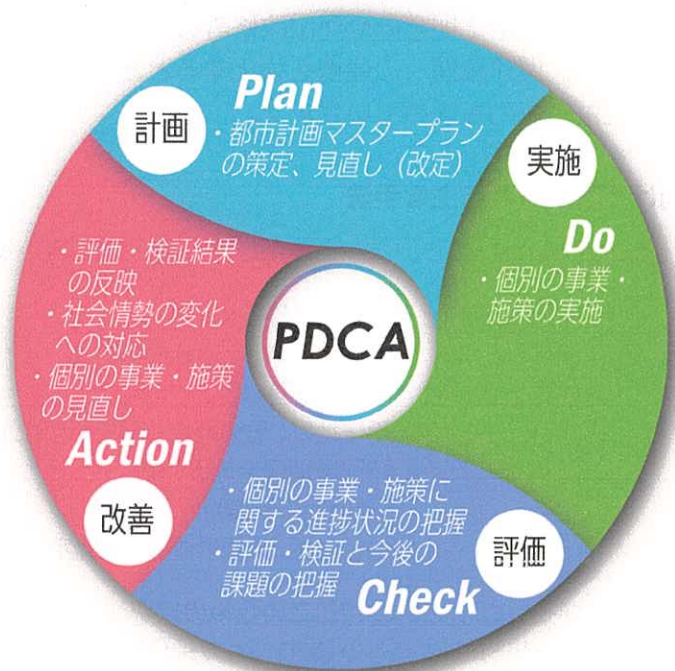 Plan
計画
・都市計画マスタープラン
の策定、見直し（改定）
実施
Do
・個別の事業・
施策の実施
PDCA
・個別の事業・施策に
関する進捗状況の把握
・評価・検証と今後の
課題の把握
Check
評価
・評価・検証結果
の反映
・社会情勢の変化
への対応
・個別の事業・施策
の見直し
Action
改善